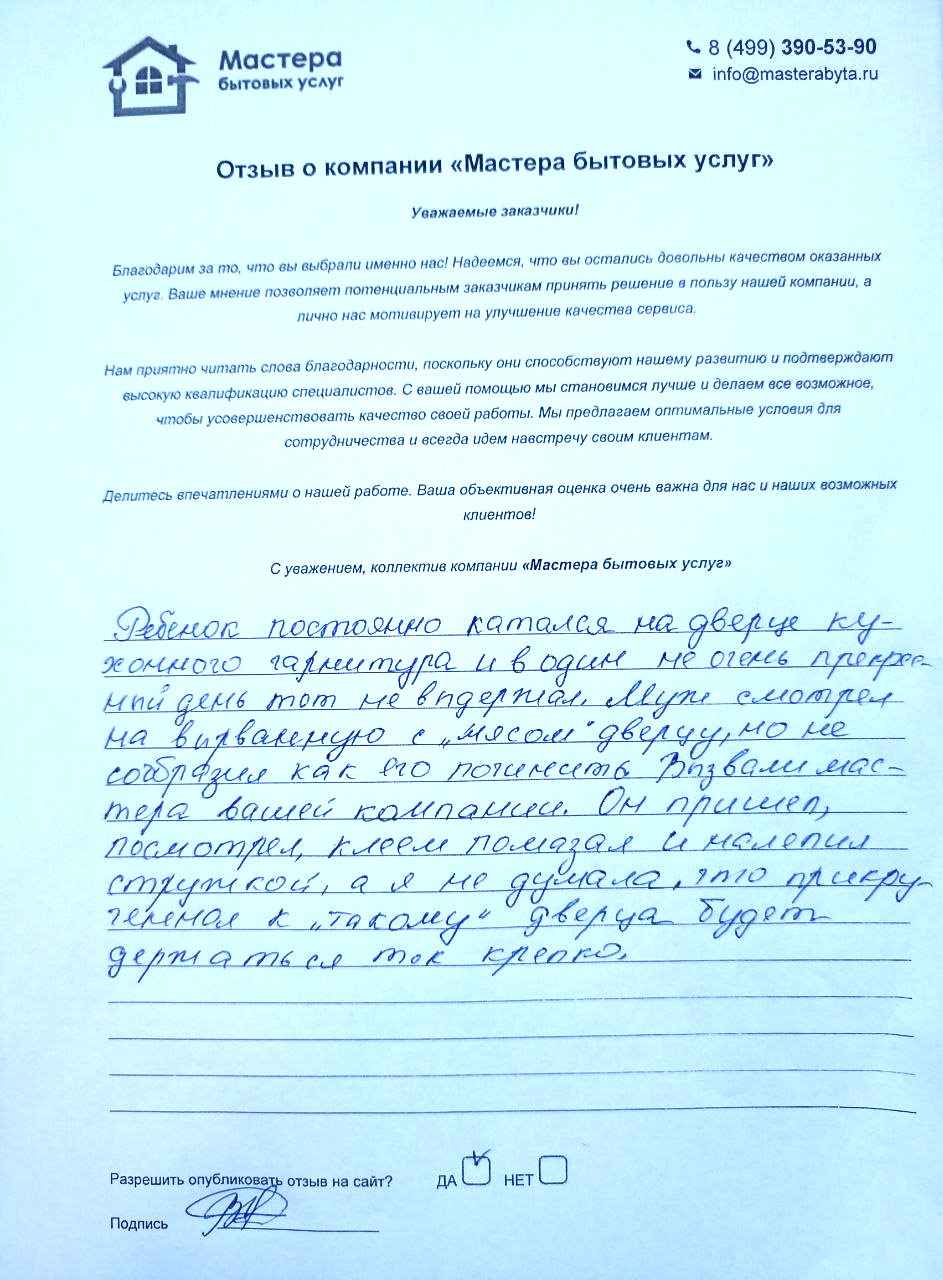 Мастера
бытовых услуг
8 (499) 390-53-90
info@masterabyta.ru
Отзыв о компании «Мастера бытовых услуг»
Уважаемые заказчики!
Благодарим за то, что вы выбрали именно нас! Надеемся, что вы остались довольны качеством оказанных
услуг. Ваше мнение позволяет потенциальным заказчикам принять решение в пользу нашей компании, а
лично нас мотивирует на улучшение качества сервиса.
Нам приятно читать слова благодарности, поскольку они способствуют нашему развитию и подтверждают
высокую квалификацию специалистов. С вашей помощью мы становимся лучше и делаем все возможное,
чтобы усовершенствовать качество своей работы. Мы предлагаем оптимальные условия для
сотрудничества и всегда идем навстречу своим клиентам.
Делитесь впечатлениями о нашей работе. Ваша объективная оценка очень важна для нас и наших возможных
клиентов!
С уважением, коллектив компании «Мастера бытовых услуг»
Ребенок постоянно катался на дверце ку-
хонного гарнитура и в один не очень прекрас-
ный день тот не выдержал. Муж смотрел
на вырванную с „мясом" дверцу, но не
сообразил как его починить. Вызвали мас-
тера вашей компании. Он пришел,
посмотрел, клеем помазал и налепил
стружкой, а я не думала, что прикру-
ченная к „такому" дверца будет
держаться так крепко.
Разрешить опубликовать отзыв на сайт? ДА НЕТ
Подпись